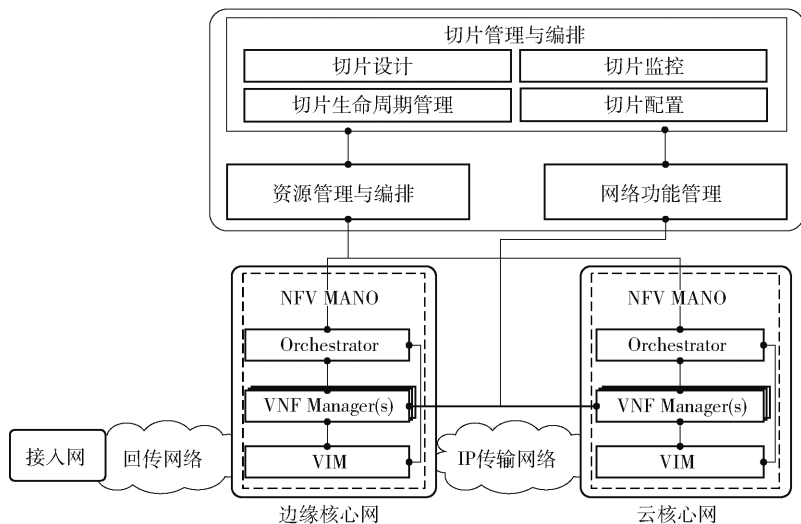 切片管理与编排
切片设计
切片监控
切片生命周期管理
切片配置
资源管理与编排
网络功能管理
NFV MANO
Orchestrator
VNF Manager(s)
VIM
NFV MANO
Orchestrator
VNF Manager(s)
VIM
接入网
回传网络
IP传输网络
边缘核心网
云核心网